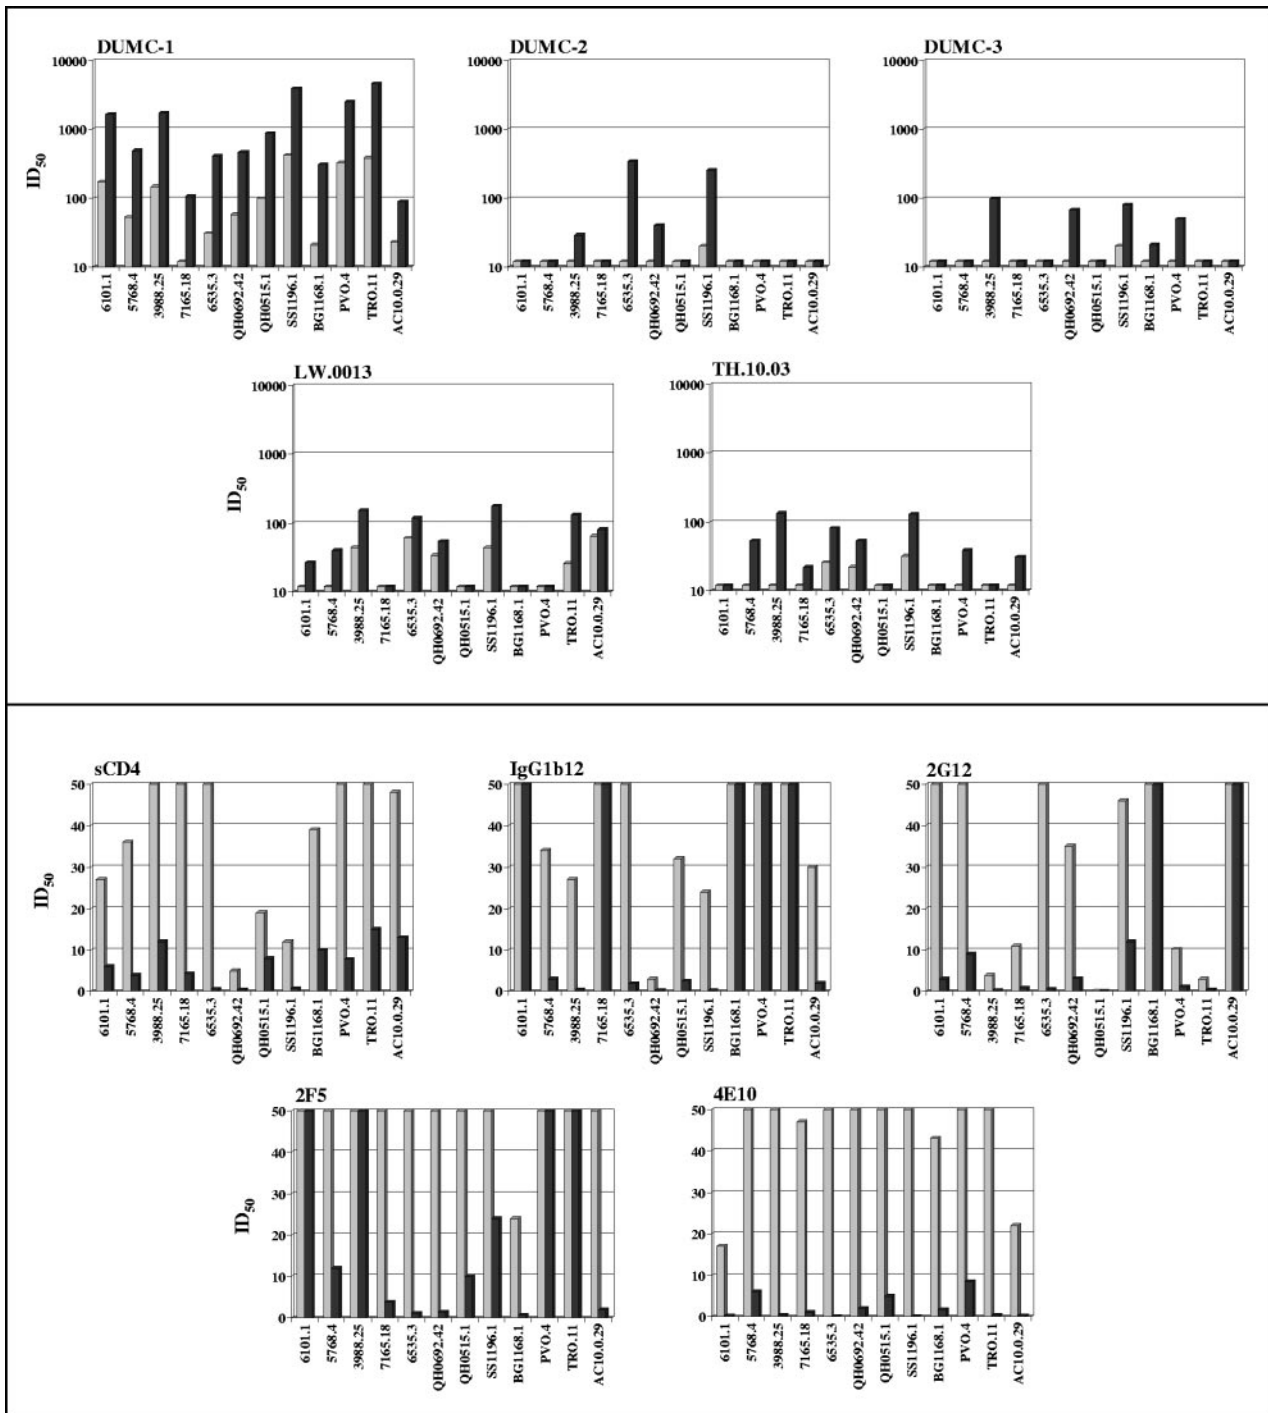 DUMC-1 DUMC-2 DUMC-3
10000 10000 10000
1000 1000 1000
ID50
100 100 100
10 10 10
6101.1 5768.4 3988.25 7165.18 6535.3 QH0692.42 QH0515.1 SS1196.1 BG1168.1 PVO.4 TRO.11 AC10.0.29
6101.1 5768.4 3988.25 7165.18 6535.3 QH0692.42 QH0515.1 SS1196.1 BG1168.1 PVO.4 TRO.11 AC10.0.29
6101.1 5768.4 3988.25 7165.18 6535.3 QH0692.42 QH0515.1 SS1196.1 BG1168.1 PVO.4 TRO.11 AC10.0.29
LW.0013 TH.10.03
10000 10000
1000 1000
ID50
100 100
10 10
6101.1 5768.4 3988.25 7165.18 6535.3 QH0692.42 QH0515.1 SS1196.1 BG1168.1 PVO.4 TRO.11 AC10.0.29
6101.1 5768.4 3988.25 7165.18 6535.3 QH0692.42 QH0515.1 SS1196.1 BG1168.1 PVO.4 TRO.11 AC10.0.29
sCD4 IgG1b12 2G12
50 50 50
40 40 40
30 30 30
ID50
20 20 20
10 10 10
0 0 0
6101.1 5768.4 3988.25 7165.18 6535.3 QH0692.42 QH0515.1 SS1196.1 BG1168.1 PVO.4 TRO.11 AC10.0.29
6101.1 5768.4 3988.25 7165.18 6535.3 QH0692.42 QH0515.1 SS1196.1 BG1168.1 PVO.4 TRO.11 AC10.0.29
6101.1 5768.4 3988.25 7165.18 6535.3 QH0692.42 QH0515.1 SS1196.1 BG1168.1 PVO.4 TRO.11 AC10.0.29
2F5 4E10
50 50
40 40
30 30
ID50
20 20
10 10
0 0
6101.1 5768.4 3988.25 7165.18 6535.3 QH0692.42 QH0515.1 SS1196.1 BG1168.1 PVO.4 TRO.11 AC10.0.29
6101.1 5768.4 3988.25 7165.18 6535.3 QH0692.42 QH0515.1 SS1196.1 BG1168.1 PVO.4 TRO.11 AC10.0.29